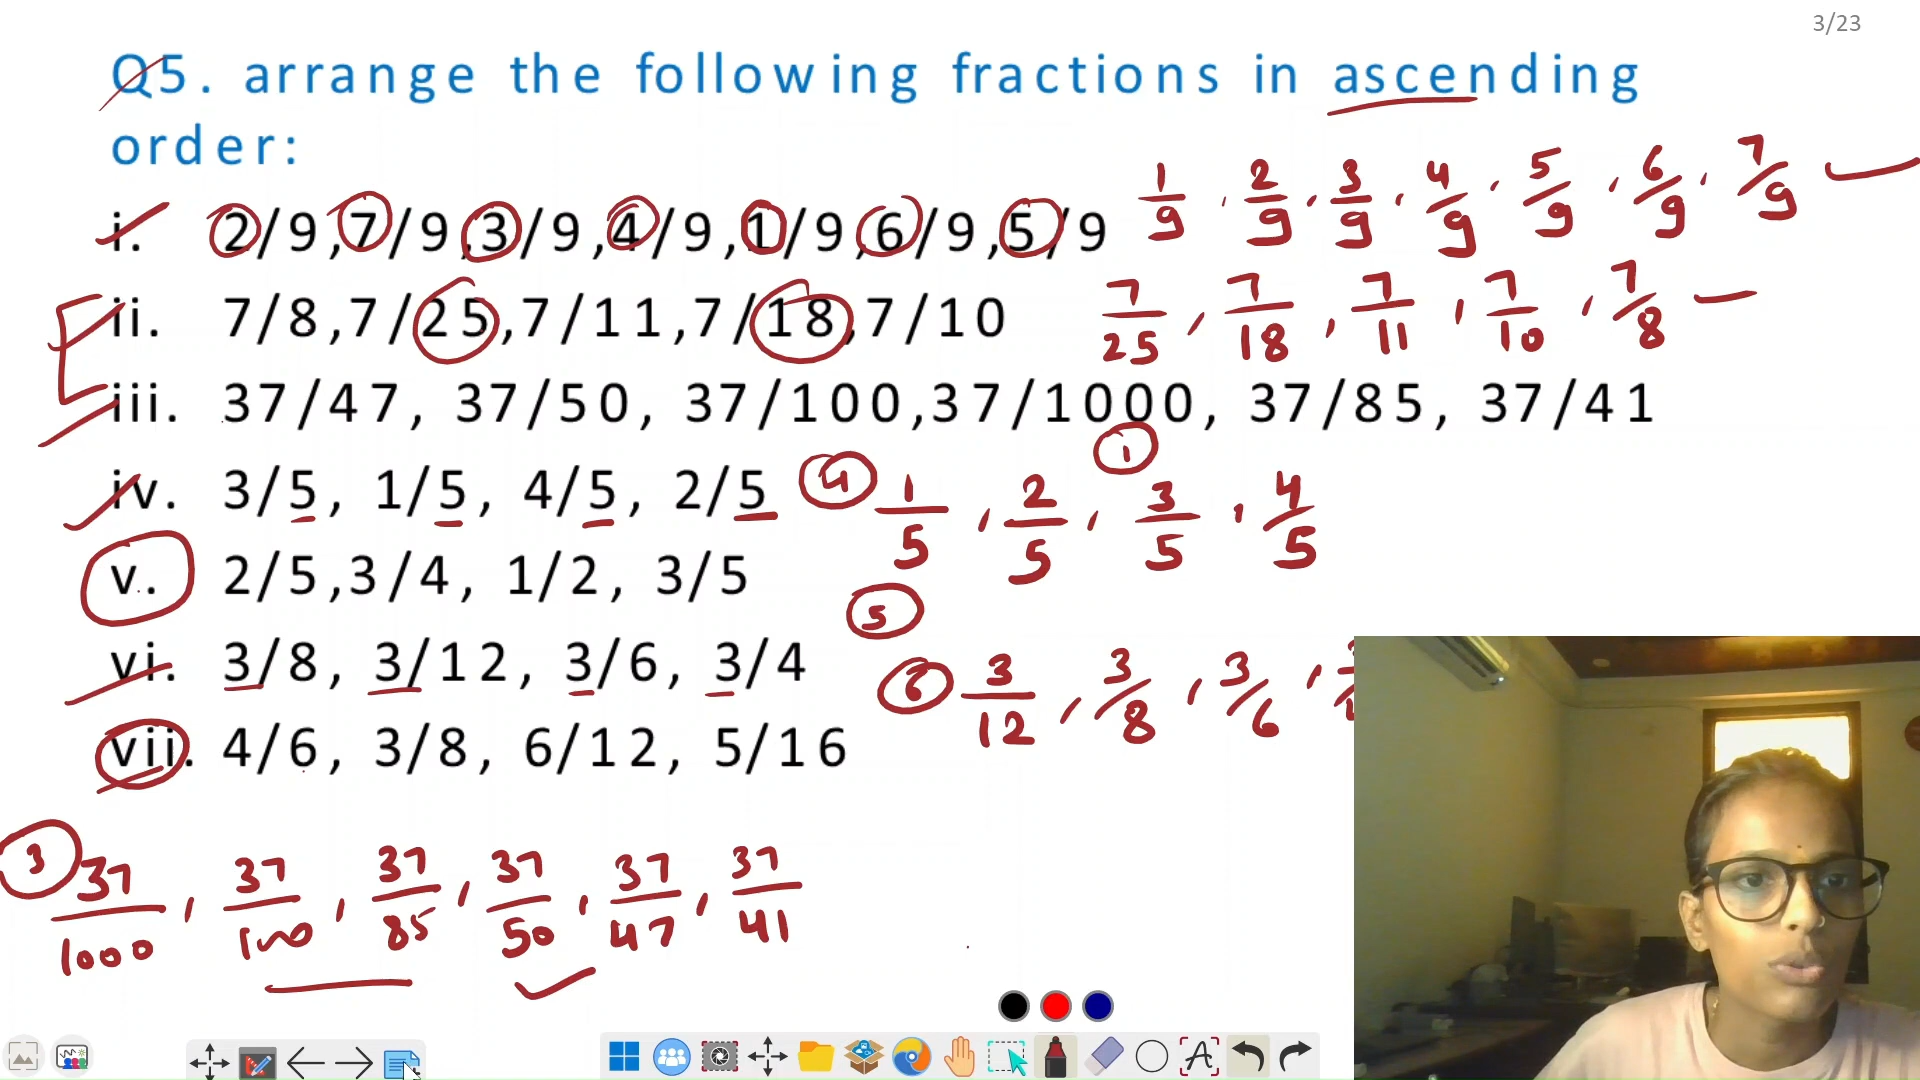 3/23
Q5. arrange the following fractions in ascending
order:
i. 2/9,7/9,3/9,4/9,1/9,6/9,5/9
1/9, 2/9, 3/9, 4/9, 5/9, 6/9, 7/9
ii. 7/8,7/25,7/11,7/18,7/10
7/25, 7/18, 7/11, 7/10, 7/8
iii. 37/47, 37/50, 37/100,37/1000, 37/85, 37/41
1
iv. 3/5, 1/5, 4/5, 2/5
4 1/5, 2/5, 3/5, 4/5
v. 2/5,3/4, 1/2, 3/5
5
vi. 3/8, 3/12, 3/6, 3/4
6 3/12, 3/8, 3/6,
vii. 4/6, 3/8, 6/12, 5/16
3 37/1000, 37/100, 37/85, 37/50, 37/47, 37/41